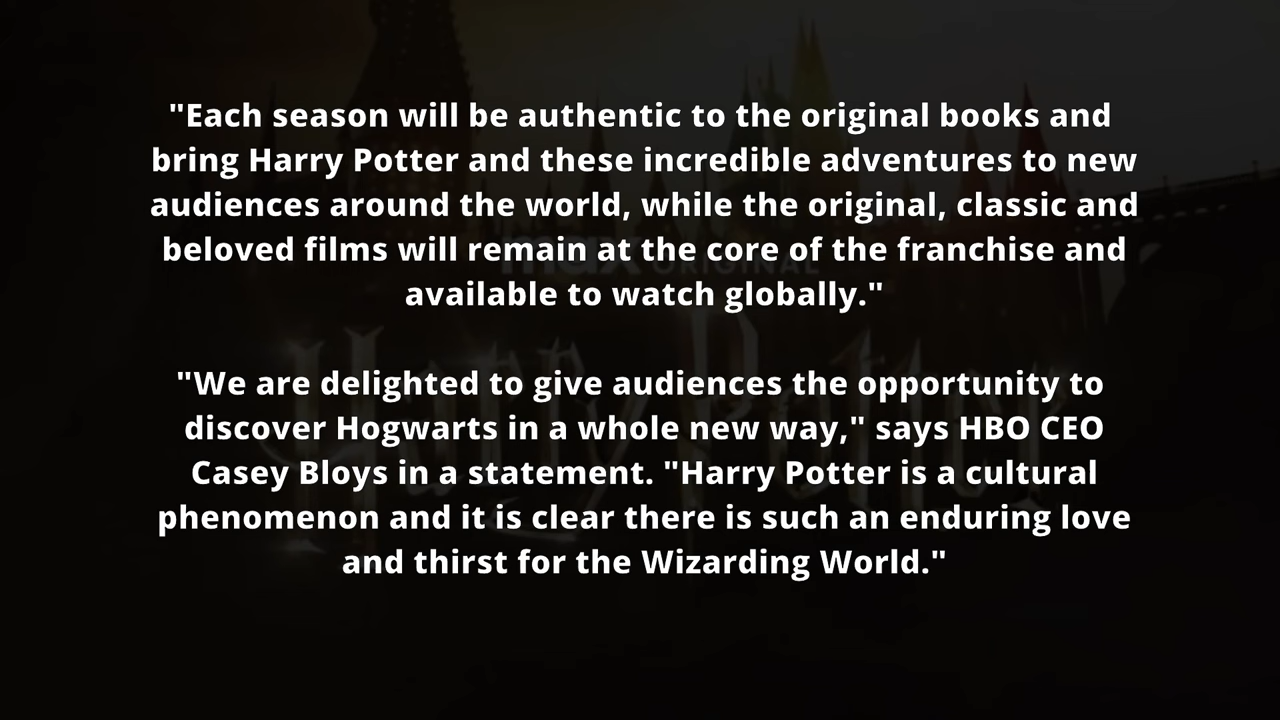 "Each season will be authentic to the original books and
bring Harry Potter and these incredible adventures to new
audiences around the world, while the original, classic and
beloved films will remain at the core of the franchise and
available to watch globally."
"We are delighted to give audiences the opportunity to
discover Hogwarts in a whole new way," says HBO CEO
Casey Bloys in a statement. "Harry Potter is a cultural
phenomenon and it is clear there is such an enduring love
and thirst for the Wizarding World."
max ORIGINAL
Harry Potter